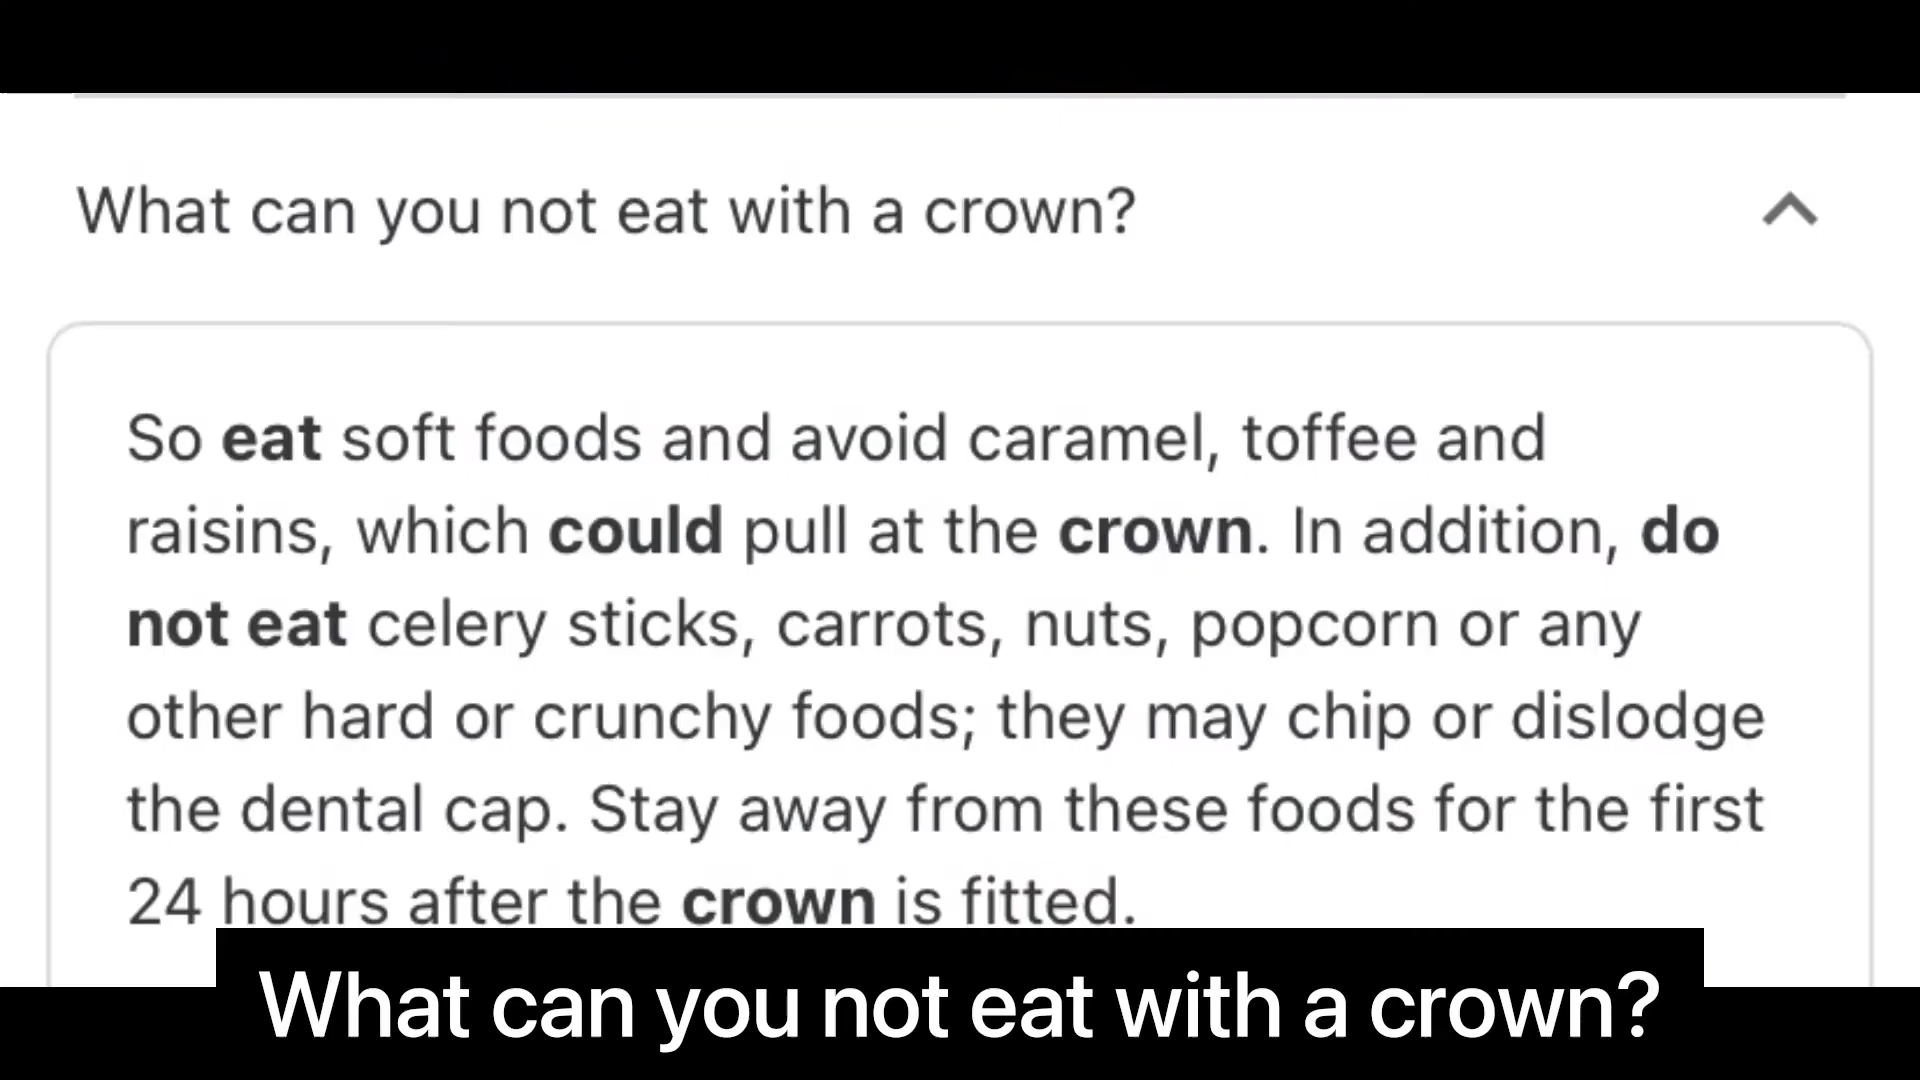 What can you not eat with a crown?
So eat soft foods and avoid caramel, toffee and
raisins, which could pull at the crown. In addition, do
not eat celery sticks, carrots, nuts, popcorn or any
other hard or crunchy foods; they may chip or dislodge
the dental cap. Stay away from these foods for the first
24 hours after the crown is fitted.
What can you not eat with a crown?